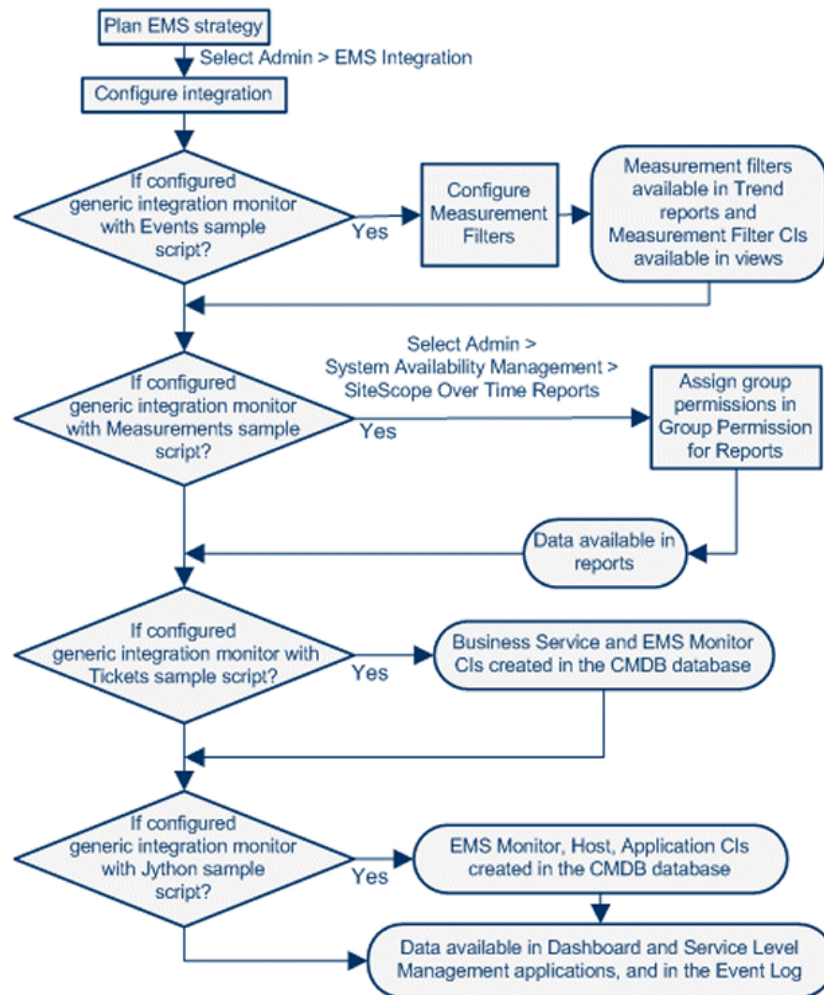 Plan EMS strategy
Select Admin > EMS Integration
Configure integration
If configured
generic integration monitor
with Events sample
script?
Yes
Configure
Measurement
Filters
Measurement filters
available in Trend
reports and
Measurement Filter CIs
available in views
If configured
generic integration monitor
with Measurements sample
script?
Yes
Select Admin >
System Availability Management >
SiteScope Over Time Reports
Assign group
permissions in
Group Permission
for Reports
Data available in
reports
If configured
generic integration monitor with
Tickets sample script?
Yes
Business Service and EMS Monitor
CIs created in the CMDB database
If configured
generic integration monitor
with Jython sample
script?
Yes
EMS Monitor, Host, Application CIs
created in the CMDB database
Data available in Dashboard and Service Level
Management applications, and in the Event Log